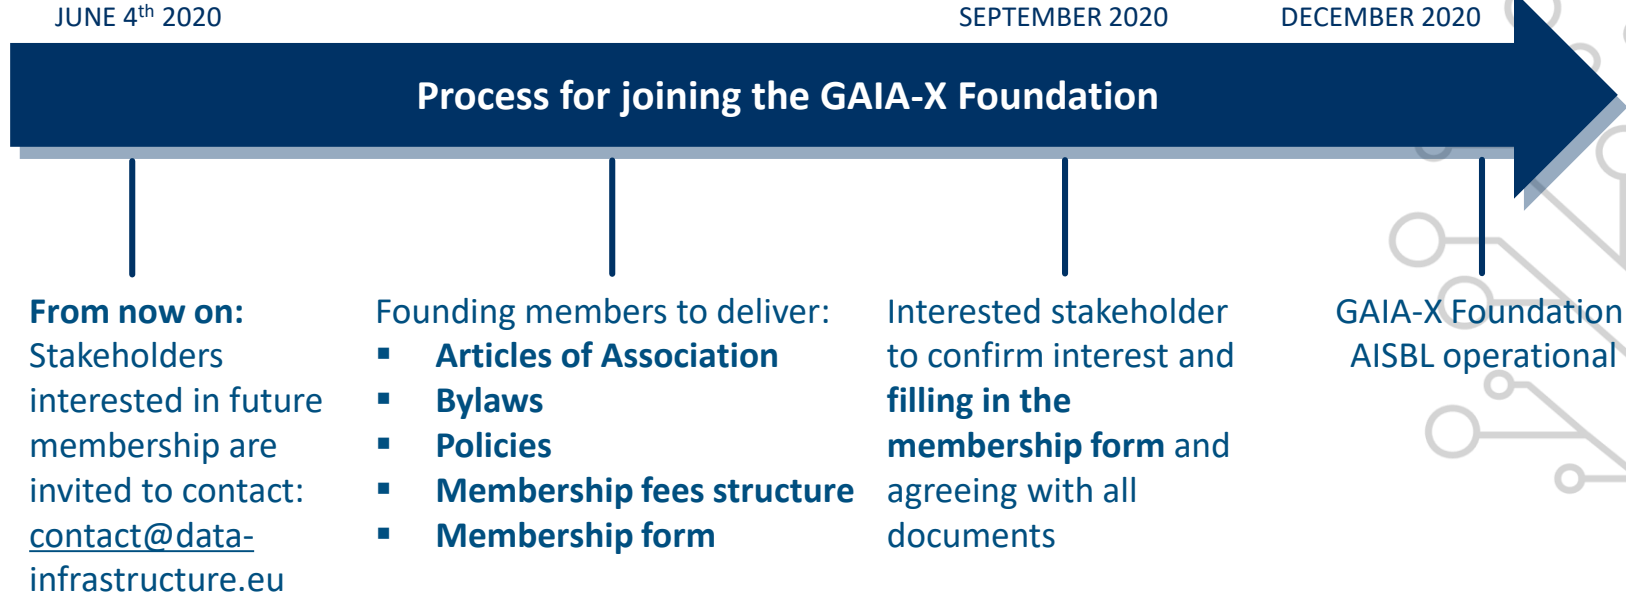 JUNE 4th 2020
SEPTEMBER 2020
DECEMBER 2020
Process for joining the GAIA-X Foundation
From now on:
Stakeholders
interested in future
membership are
invited to contact:
contact@data-
infrastructure.eu
Founding members to deliver:
▪ Articles of Association
▪ Bylaws
▪ Policies
▪ Membership fees structure
▪ Membership form
Interested stakeholder
to confirm interest and
filling in the
membership form and
agreeing with all
documents
GAIA-X Foundation
AISBL operational